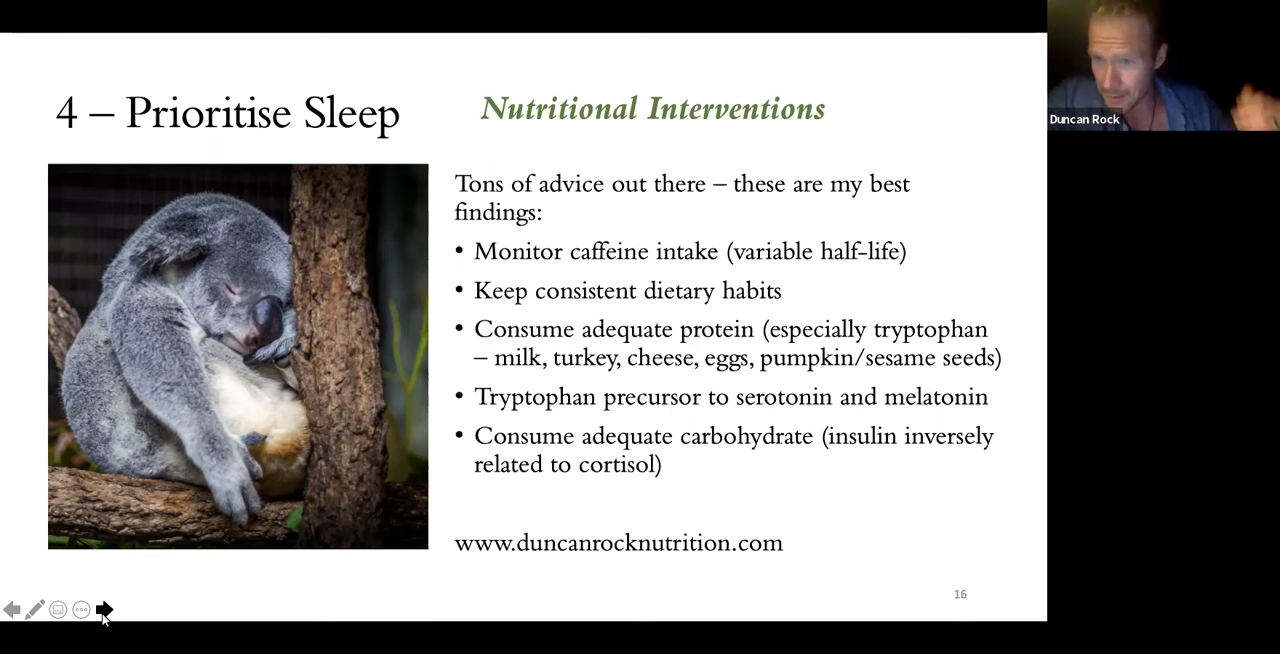 4 – Prioritise Sleep
Nutritional Interventions
Duncan Rock
Tons of advice out there – these are my best
findings:
• Monitor caffeine intake (variable half-life)
• Keep consistent dietary habits
• Consume adequate protein (especially tryptophan
– milk, turkey, cheese, eggs, pumpkin/sesame seeds)
• Tryptophan precursor to serotonin and melatonin
• Consume adequate carbohydrate (insulin inversely
related to cortisol)
www.duncanrocknutrition.com
16